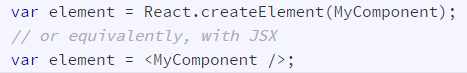 var element = React.createElement(MyComponent);
// or equivalently, with JSX
var element = <MyComponent />;